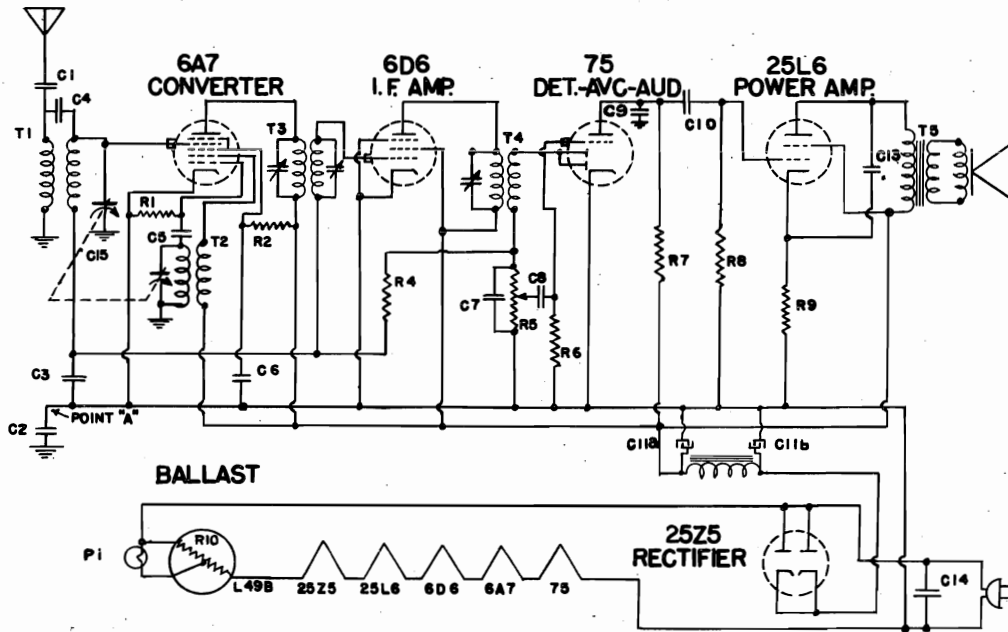 6A7
CONVERTER
6D6
I.F. AMP.
75
DET.-AVC-AUD
25L6
POWER AMP.
C1
C4
T1
T3
T4
C9
C10
C13
T5
R1
C5
T2
R2
C15
R4
C7
C8
R5
R6
R7
R8
R9
C3
C6
POINT "A"
C2
C11a
C11b
BALLAST
R10
Pi
L49B
25Z5
25L6
6D6
6A7
75
25Z5
RECTIFIER
C14